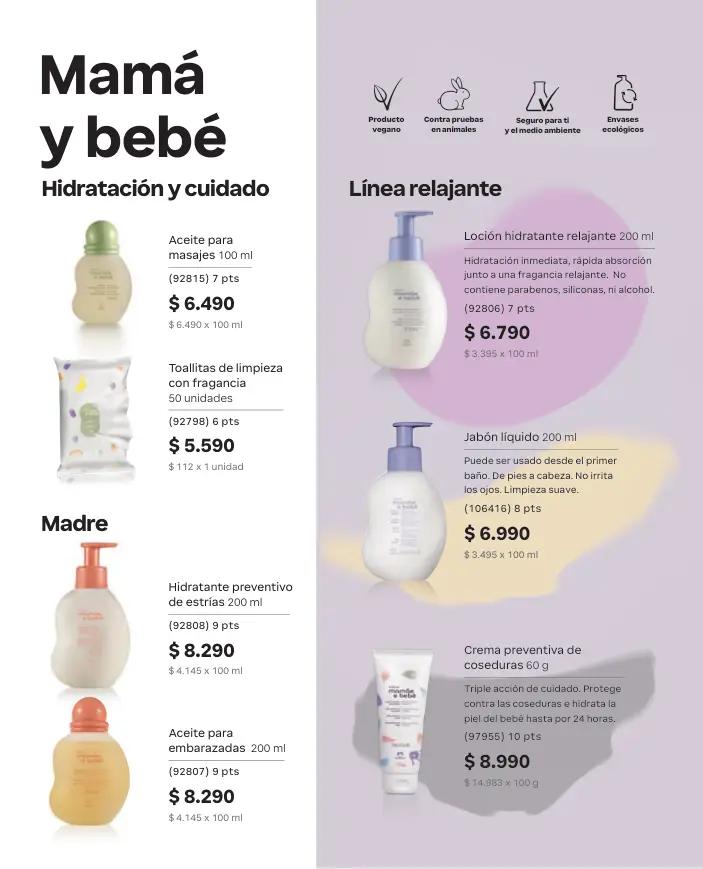 Mamá
y bebé
Hidratación y cuidado
Aceite para
masajes 100 ml
(92815) 7 pts
$ 6.490
$ 6.490 x 100 ml
Toallitas de limpieza
con fragancia
50 unidades
(92798) 6 pts
$ 5.590
$ 112 x 1 unidad
Madre
Hidratante preventivo
de estrías 200 ml
(92808) 9 pts
$ 8.290
$ 4.145 x 100 ml
Aceite para
embarazadas 200 ml
(92807) 9 pts
$ 8.290
$ 4.145 x 100 ml
Producto
vegano
Contra pruebas
en animales
Seguro para ti
y el medio ambiente
Envases
ecológicos
Línea relajante
Loción hidratante relajante 200 ml
Hidratación inmediata, rápida absorción
junto a una fragancia relajante. No
contiene parabenos, siliconas, ni alcohol.
(92806) 7 pts
$ 6.790
$ 3.395 x 100 ml
Jabón líquido 200 ml
Puede ser usado desde el primer
baño. De pies a cabeza. No irrita
los ojos. Limpieza suave.
(106416) 8 pts
$ 6.990
$ 3.495 x 100 ml
mamãe
e bebê
Crema preventiva de
coseduras 60 g
Triple acción de cuidado. Protege
contra las coseduras e hidrata la
piel del bebé hasta por 24 horas.
(97955) 10 pts
$ 8.990
$ 14.983 x 100 g